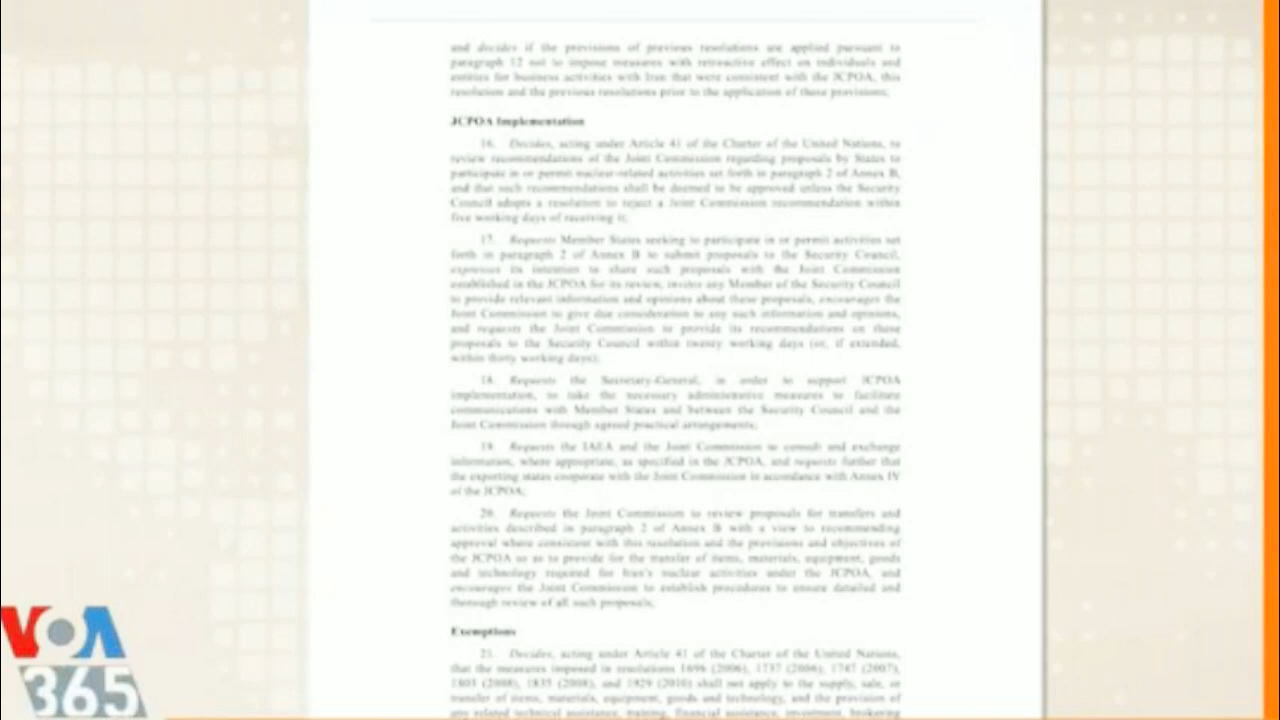 and decides if the provisions of previous resolutions are applied pursuant to
paragraph 12 not to impose measures with retroactive effect on individuals and
entities for business activities with Iran that were consistent with the JCPOA, this
resolution and the previous resolutions prior to the application of these provisions;
JCPOA Implementation
16. Decides, acting under Article 41 of the Charter of the United Nations, to
review recommendations of the Joint Commission regarding proposals by States to
participate in or permit nuclear-related activities set forth in paragraph 2 of Annex B,
and that such recommendations shall be deemed to be approved unless the Security
Council adopts a resolution to reject a Joint Commission recommendation within
five working days of receiving it;
17. Requests Member States seeking to participate in or permit activities set
forth in paragraph 2 of Annex B to submit proposals to the Security Council,
expresses its intention to share such proposals with the Joint Commission
established in the JCPOA for its review, invites any Member of the Security Council
to provide relevant information and opinions about these proposals, encourages the
Joint Commission to give due consideration to any such information and opinions,
and requests the Joint Commission to provide its recommendations on these
proposals to the Security Council within twenty working days (or, if extended,
within thirty working days);
18. Requests the Secretary-General, in order to support JCPOA
implementation, to take the necessary administrative measures to facilitate
communications with Member States and between the Security Council and the
Joint Commission through agreed practical arrangements;
19. Requests the IAEA and the Joint Commission to consult and exchange
information, where appropriate, as specified in the JCPOA, and requests further that
the exporting states cooperate with the Joint Commission in accordance with Annex IV
of the JCPOA;
20. Requests the Joint Commission to review proposals for transfers and
activities described in paragraph 2 of Annex B with a view to recommending
approval where consistent with this resolution and the provisions and objectives of
the JCPOA so as to provide for the transfer of items, materials, equipment, goods
and technology required for Iran's nuclear activities under the JCPOA, and
encourages the Joint Commission to establish procedures to ensure detailed and
thorough review of all such proposals;
Exemptions
21. Decides, acting under Article 41 of the Charter of the United Nations,
that the measures imposed in resolutions 1696 (2006), 1737 (2006), 1747 (2007),
1803 (2008), 1835 (2008), and 1929 (2010) shall not apply to the supply, sale, or
transfer of items, materials, equipment, goods and technology, and the provision of
any related technical assistance, training, financial assistance, investment, brokering
VOA
365